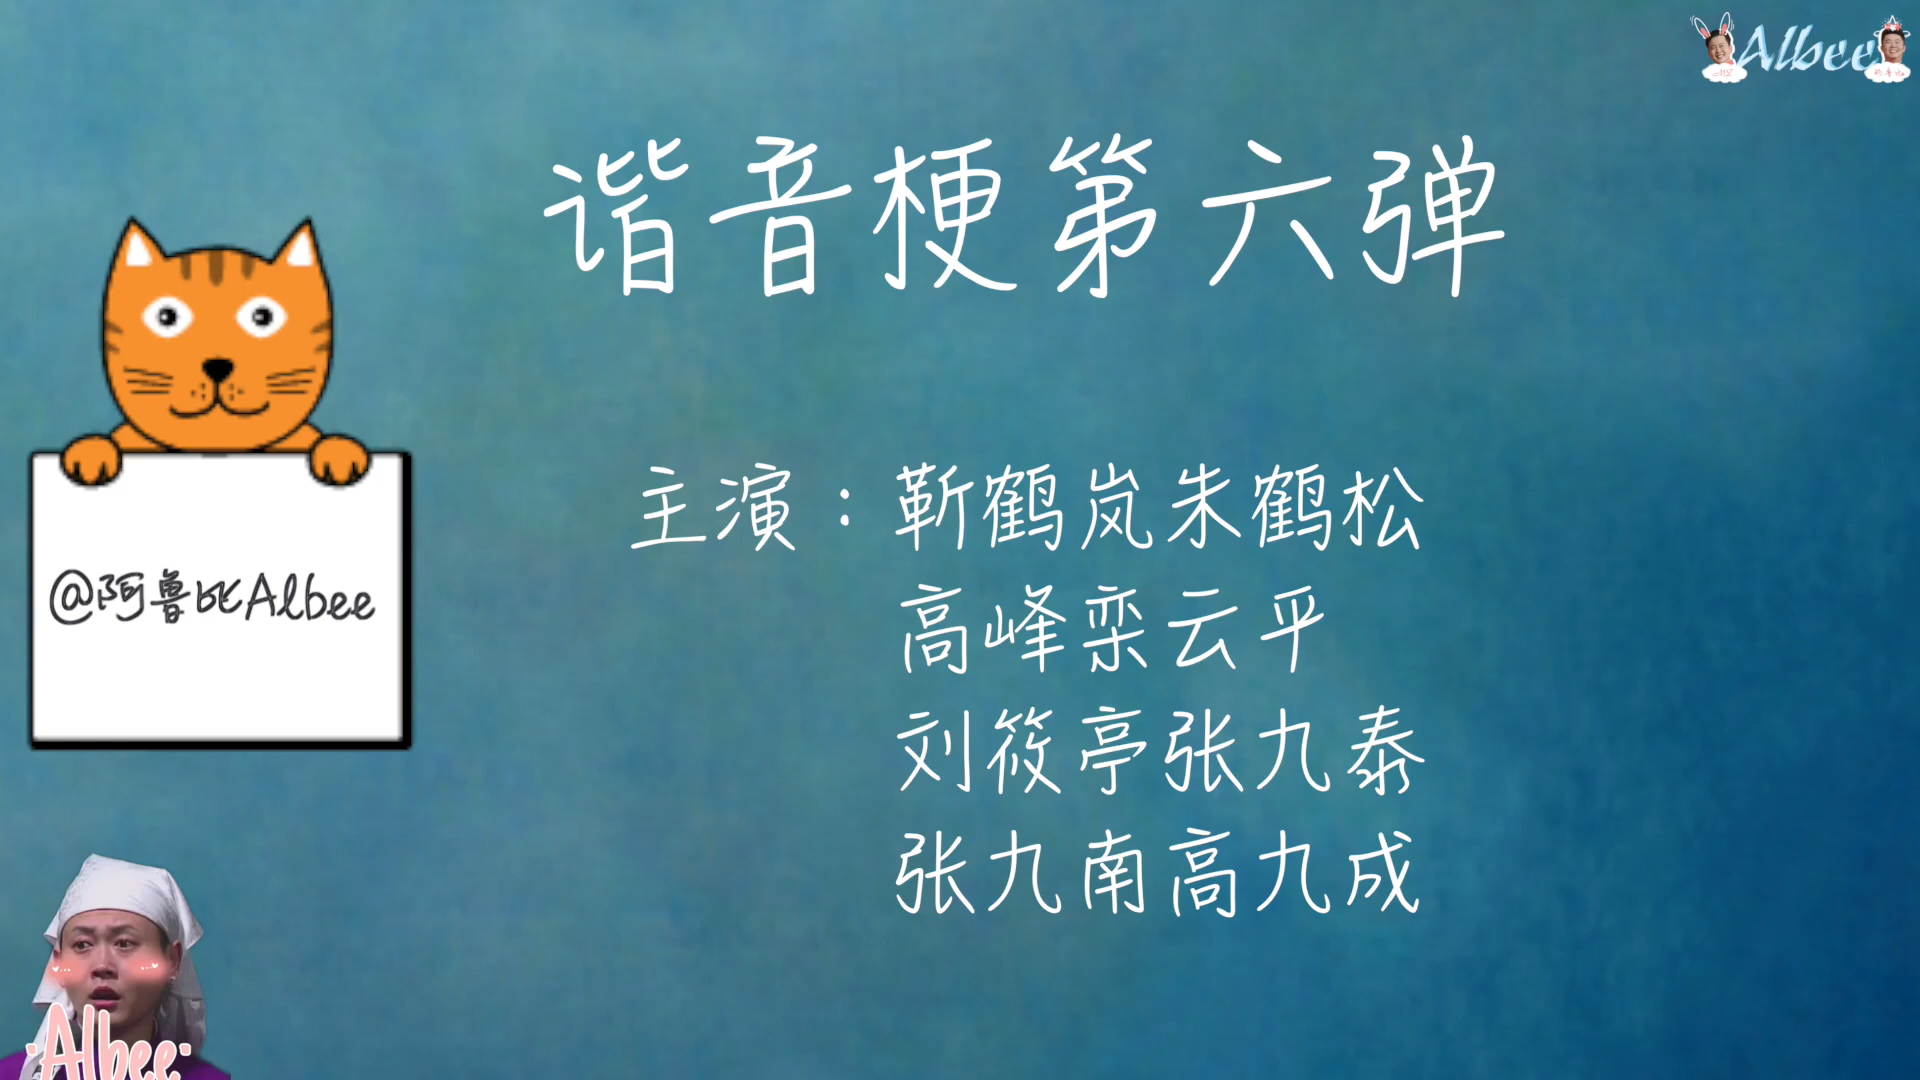 Albee
谐音梗第六弹
主演：靳鹤岚朱鹤松
高峰栾云平
@阿鲁比Albee
刘筱亭张九泰
张九南高九成
Albee